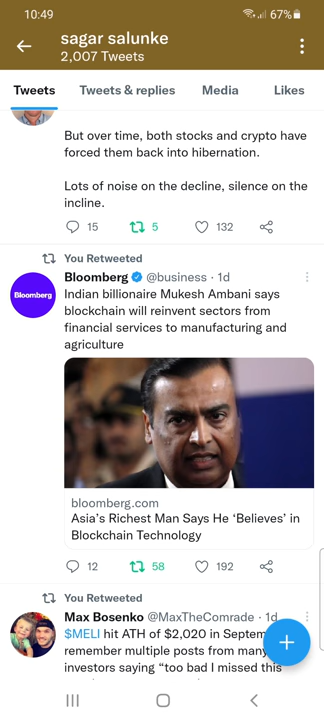 10:49
67%
sagar salunke
2,007 Tweets
Tweets
Tweets & replies
Media
Likes
But over time, both stocks and crypto have
forced them back into hibernation.
Lots of noise on the decline, silence on the
incline.
15
5
132
You Retweeted
Bloomberg @business · 1d
Bloomberg
Indian billionaire Mukesh Ambani says
blockchain will reinvent sectors from
financial services to manufacturing and
agriculture
bloomberg.com
Asia's Richest Man Says He ‘Believes’ in
Blockchain Technology
12
58
192
You Retweeted
Max Bosenko @MaxTheComrade · 1d
$MELI hit ATH of $2,020 in Septem
remember multiple posts from many
investors saying “too bad I missed this